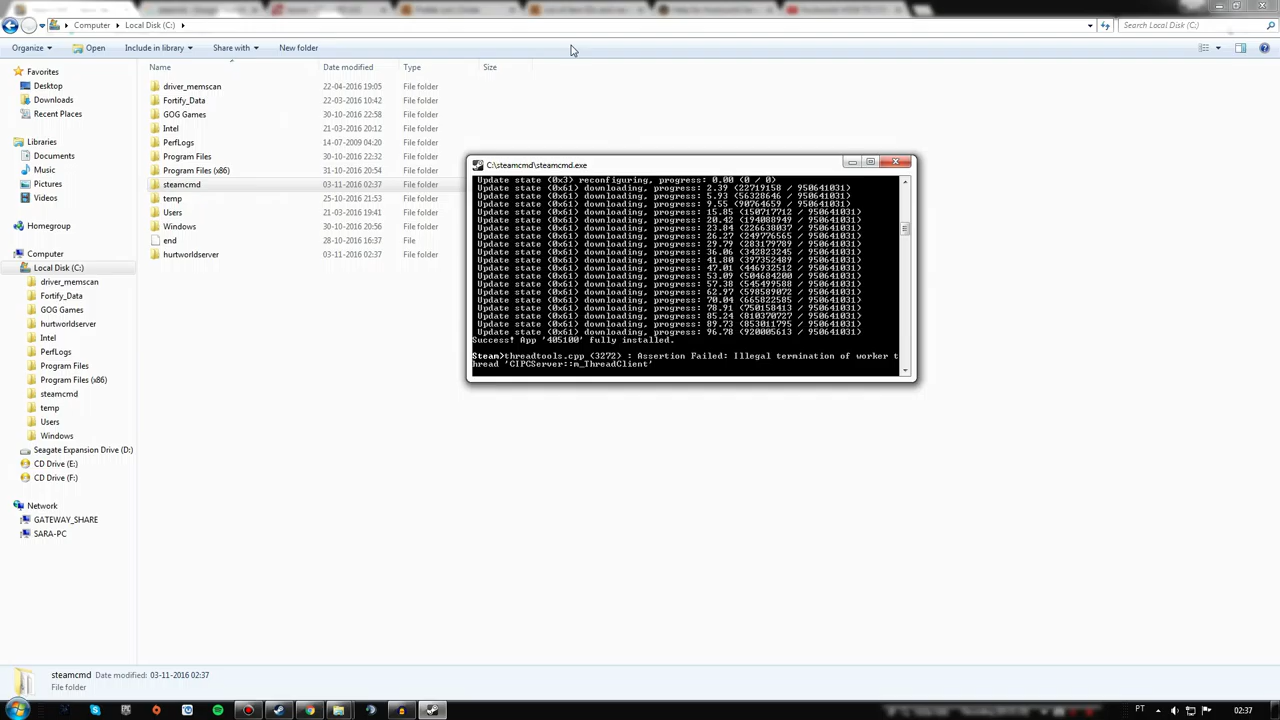 Computer ▸ Local Disk (C:) ▸
Search Local Disk (C:)
Organize Open Include in library Share with New folder
Name Date modified Type Size
Favorites
Desktop
Downloads
Recent Places
Libraries
Documents
Music
Pictures
Videos
Homegroup
Computer
Local Disk (C:)
driver_memscan
Fortify_Data
GOG Games
hurtworldserver
Intel
PerfLogs
Program Files
Program Files (x86)
steamcmd
temp
Users
Windows
Seagate Expansion Drive (D:)
CD Drive (E:)
CD Drive (F:)
Network
GATEWAY_SHARE
SARA-PC
driver_memscan 22-04-2016 19:05 File folder
Fortify_Data 22-03-2016 10:42 File folder
GOG Games 30-10-2016 22:58 File folder
Intel 21-03-2016 20:12 File folder
PerfLogs 14-07-2009 04:20 File folder
Program Files 30-10-2016 22:32 File folder
Program Files (x86) 31-10-2016 20:54 File folder
steamcmd 03-11-2016 02:37 File folder
temp 25-10-2016 21:53 File folder
Users 21-03-2016 19:41 File folder
Windows 30-10-2016 20:56 File folder
end 28-10-2016 16:37 File
hurtworldserver 03-11-2016 02:37 File folder
C:\steamcmd\steamcmd.exe
Update state (0x3) reconfiguring, progress: 0.00 (0 / 0)
Update state (0x61) downloading, progress: 2.39 (22719158 / 950641031)
Update state (0x61) downloading, progress: 5.93 (56328646 / 950641031)
Update state (0x61) downloading, progress: 9.55 (90764659 / 950641031)
Update state (0x61) downloading, progress: 15.85 (150717712 / 950641031)
Update state (0x61) downloading, progress: 20.42 (194088949 / 950641031)
Update state (0x61) downloading, progress: 23.84 (226638037 / 950641031)
Update state (0x61) downloading, progress: 26.27 (249776565 / 950641031)
Update state (0x61) downloading, progress: 29.79 (283179789 / 950641031)
Update state (0x61) downloading, progress: 36.06 (342823245 / 950641031)
Update state (0x61) downloading, progress: 41.80 (397352489 / 950641031)
Update state (0x61) downloading, progress: 47.01 (446932512 / 950641031)
Update state (0x61) downloading, progress: 53.09 (504684200 / 950641031)
Update state (0x61) downloading, progress: 57.38 (545499588 / 950641031)
Update state (0x61) downloading, progress: 62.97 (598589072 / 950641031)
Update state (0x61) downloading, progress: 70.04 (665822585 / 950641031)
Update state (0x61) downloading, progress: 78.91 (750158413 / 950641031)
Update state (0x61) downloading, progress: 85.24 (810370727 / 950641031)
Update state (0x61) downloading, progress: 89.73 (853011795 / 950641031)
Update state (0x61) downloading, progress: 96.78 (920005613 / 950641031)
Success! App '405100' fully installed.
Steam>threadtools.cpp (3272) : Assertion Failed: Illegal termination of worker t
hread 'CIPCServer::m_ThreadClient'
steamcmd Date modified: 03-11-2016 02:37
File folder
PT 02:37